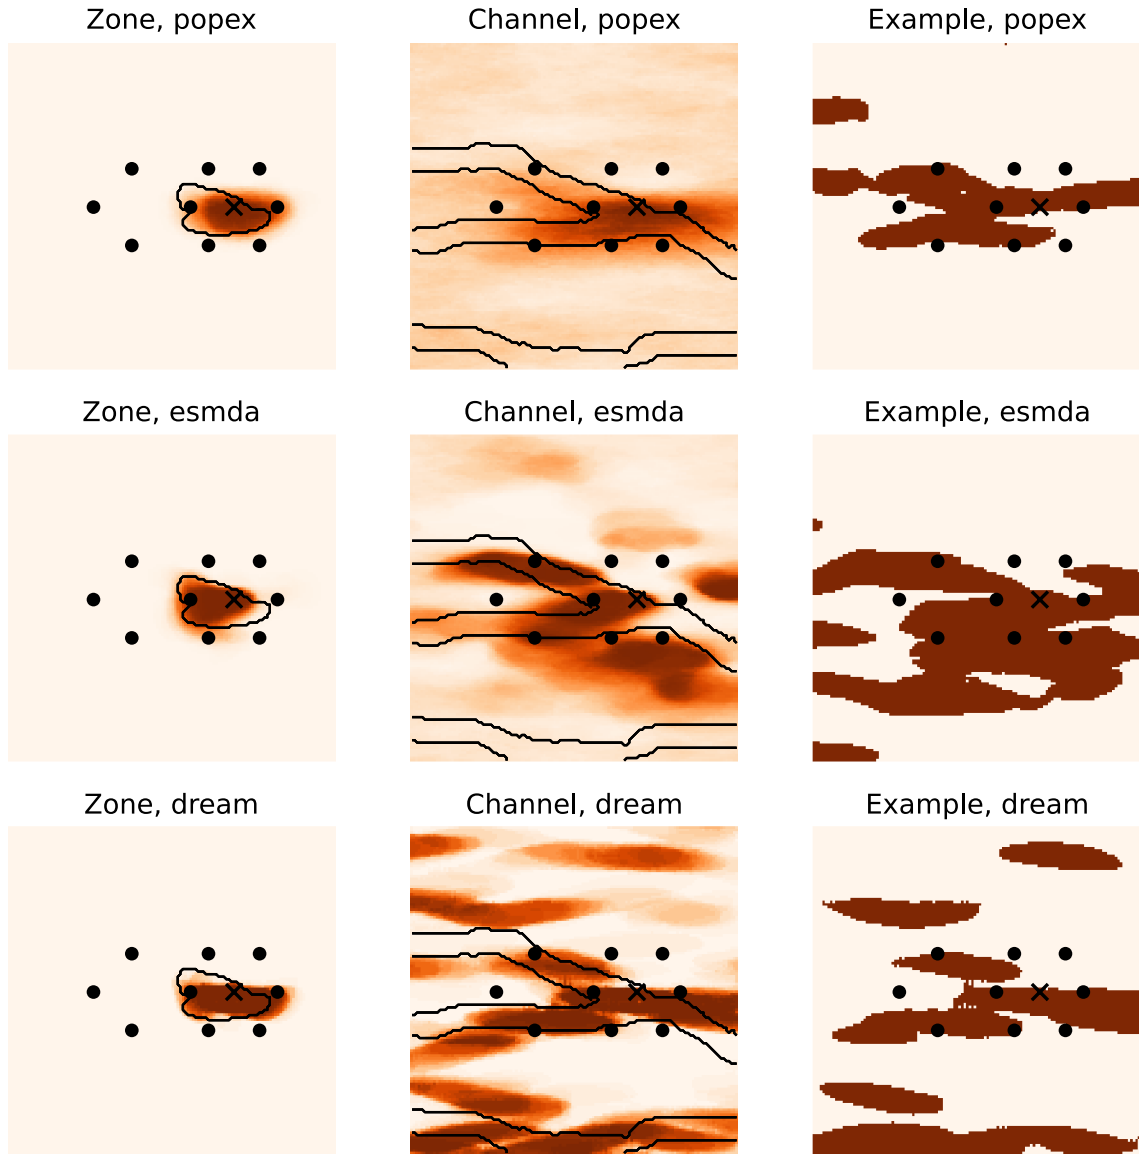 Zone, popex
Channel, popex
Example, popex
Zone, esmda
Channel, esmda
Example, esmda
Zone, dream
Channel, dream
Example, dream